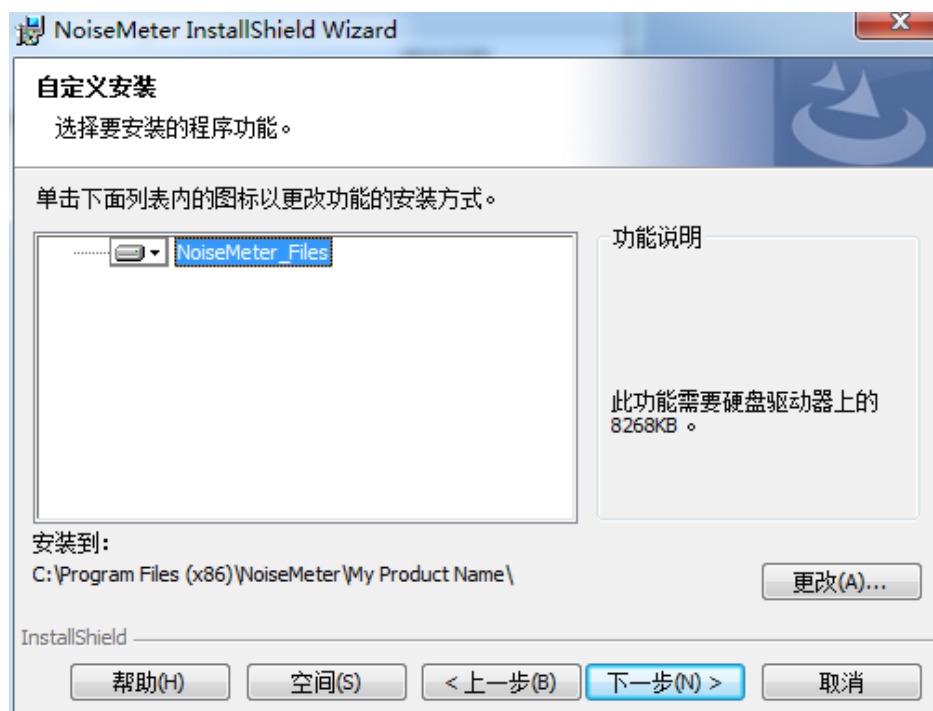 NoiseMeter InstallShield Wizard
自定义安装
选择要安装的程序功能。
单击下面列表内的图标以更改功能的安装方式。
NoiseMeter_Files
功能说明
此功能需要硬盘驱动器上的
8268KB 。
安装到：
C:\Program Files (x86)\NoiseMeter\My Product Name\
更改(A)...
InstallShield
帮助(H)
空间(S)
< 上一步(B)
下一步(N) >
取消